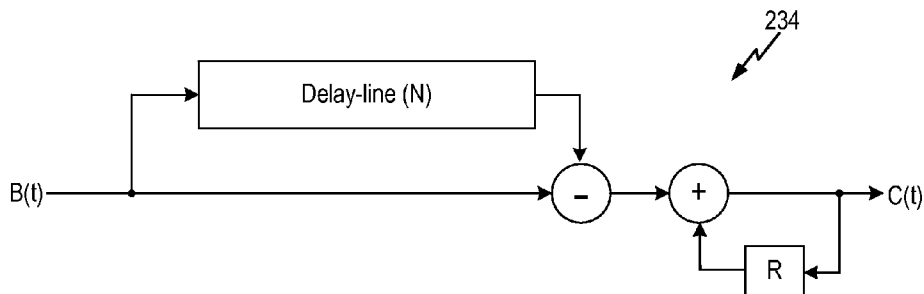 234
Delay-line (N)
B(t)
-
+
C(t)
R